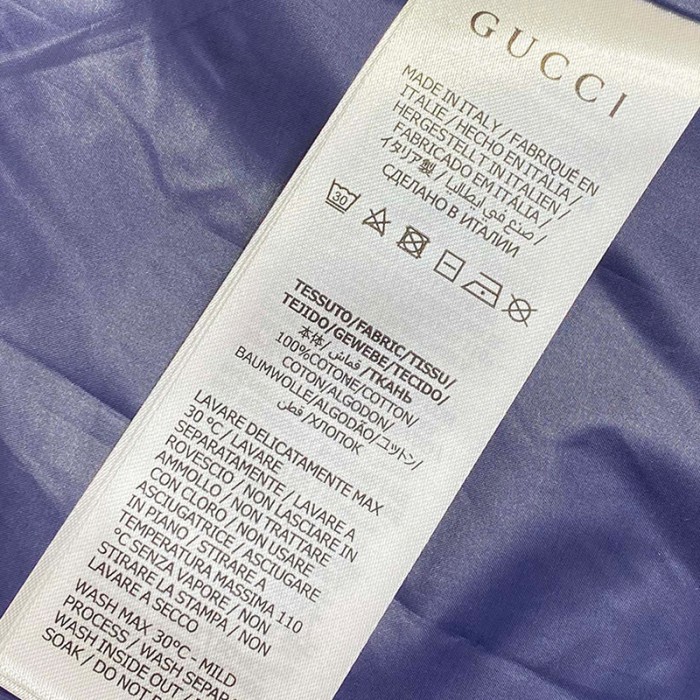 GUCCI
MADE IN ITALY / FABRIQUÉ EN
ITALIE / HECHO EN ITALIA /
HERGESTELLT IN ITALIEN /
FABRICADO EM ITALIA /
イタリア製 / صنع في إيطاليا /
СДЕЛАНО В ИТАЛИИ
30
TESSUTO/FABRIC/TISSU/
TEJIDO/GEWEBE/TECIDO/
本体/ قماش /ТКАНЬ
100%COTONE/COTTON/
COTON/ALGODON/
BAUMWOLLE/ALGODÃO/コットン/
قطن /ХЛОПОК
LAVARE DELICATAMENTE MAX
30 °C / LAVARE
SEPARATAMENTE / LAVARE A
ROVESCIO / NON LASCIARE IN
AMMOLLO / NON TRATTARE
CON CLORO / NON USARE
ASCIUGATRICE / ASCIUGARE
IN PIANO / STIRARE A
TEMPERATURA MASSIMA 110
°C SENZA VAPORE / NON
STIRARE LA STAMPA / NON
LAVARE A SECCO
WASH MAX 30°C - MILD
PROCESS / WASH SEPAR
WASH INSIDE OUT /
SOAK / DO NOT B